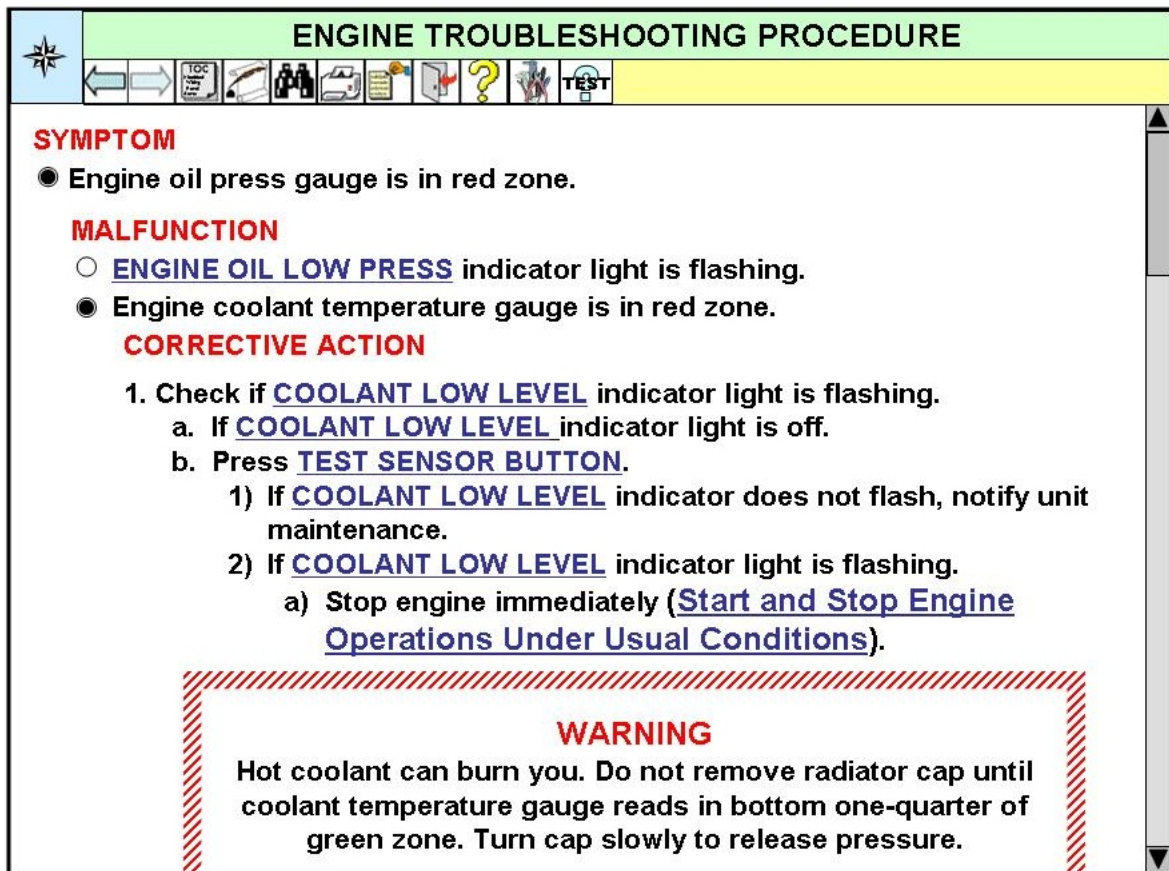 ENGINE TROUBLESHOOTING PROCEDURE
TOC
TEST
SYMPTOM
Engine oil press gauge is in red zone.
MALFUNCTION
ENGINE OIL LOW PRESS indicator light is flashing.
Engine coolant temperature gauge is in red zone.
CORRECTIVE ACTION
1. Check if COOLANT LOW LEVEL indicator light is flashing.
a. If COOLANT LOW LEVEL indicator light is off.
b. Press TEST SENSOR BUTTON.
1) If COOLANT LOW LEVEL indicator does not flash, notify unit
maintenance.
2) If COOLANT LOW LEVEL indicator light is flashing.
a) Stop engine immediately (Start and Stop Engine
Operations Under Usual Conditions).
WARNING
Hot coolant can burn you. Do not remove radiator cap until
coolant temperature gauge reads in bottom one-quarter of
green zone. Turn cap slowly to release pressure.